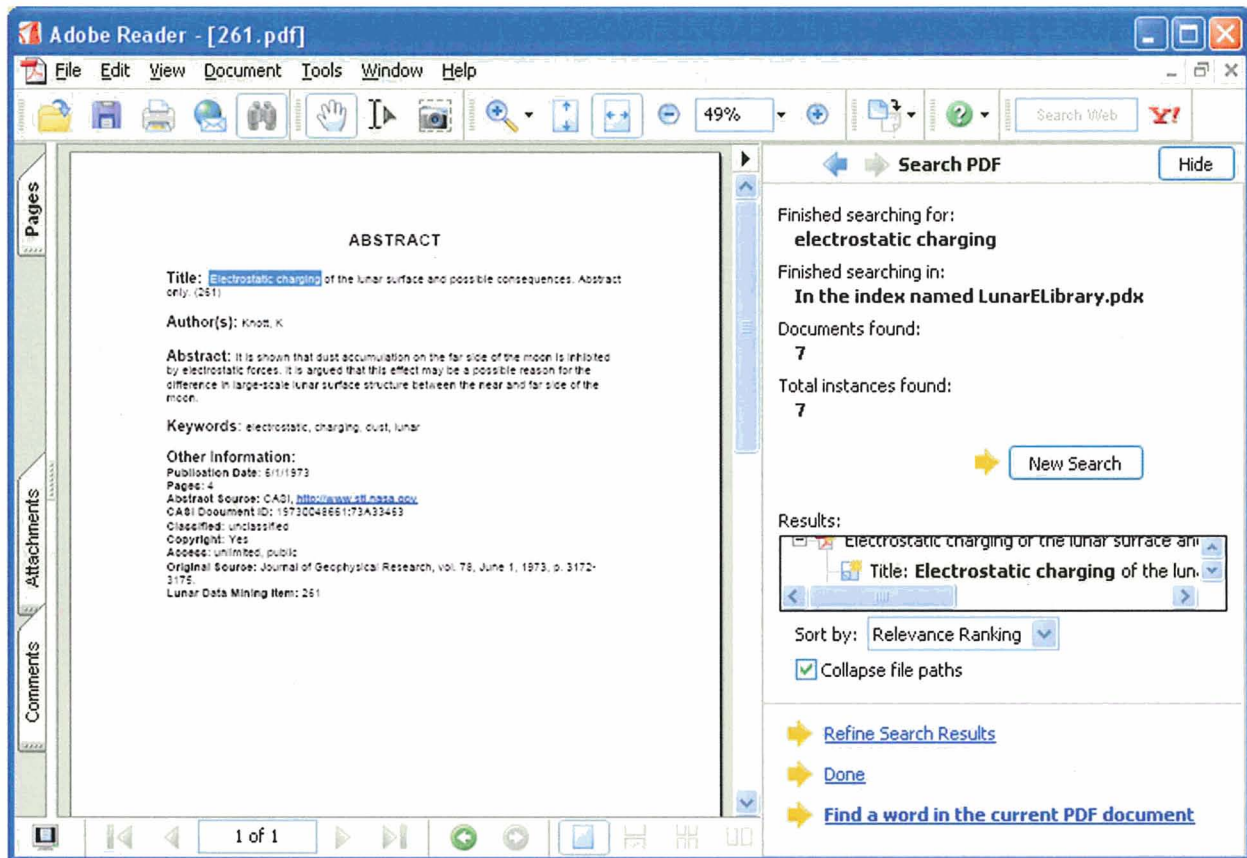 Adobe Reader - [261.pdf]
File Edit View Document Tools Window Help
49%
Search Web
Y!
Pages
Attachments
Comments
ABSTRACT
Title: Electrostatic charging of the lunar surface and possible consequences. Abstract
only. (261)
Author(s): Knott, K
Abstract: It is shown that dust accumulation on the far side of the moon is inhibited
by electrostatic forces. It is argued that this effect may be a possible reason for the
difference in large-scale lunar surface structure between the near and far side of the
moon.
Keywords: electrostatic, charging, dust, lunar
Other Information:
Publication Date: 6/1/1973
Pages: 4
Abstract Source: CASI, http://www.sti.nasa.gov
CASI Document ID: 19730048661;73A33463
Classified: unclassified
Copyright: Yes
Access: unlimited, public
Original Source: Journal of Geophysical Research, vol. 78, June 1, 1973, p. 3172-
3175.
Lunar Data Mining Item: 261
1 of 1
Search PDF
Hide
Finished searching for:
electrostatic charging
Finished searching in:
In the index named LunarELibrary.pdx
Documents found:
7
Total instances found:
7
New Search
Results:
Electrostatic charging of the lunar surface an
Title: Electrostatic charging of the lun
Sort by: Relevance Ranking
Collapse file paths
Refine Search Results
Done
Find a word in the current PDF document